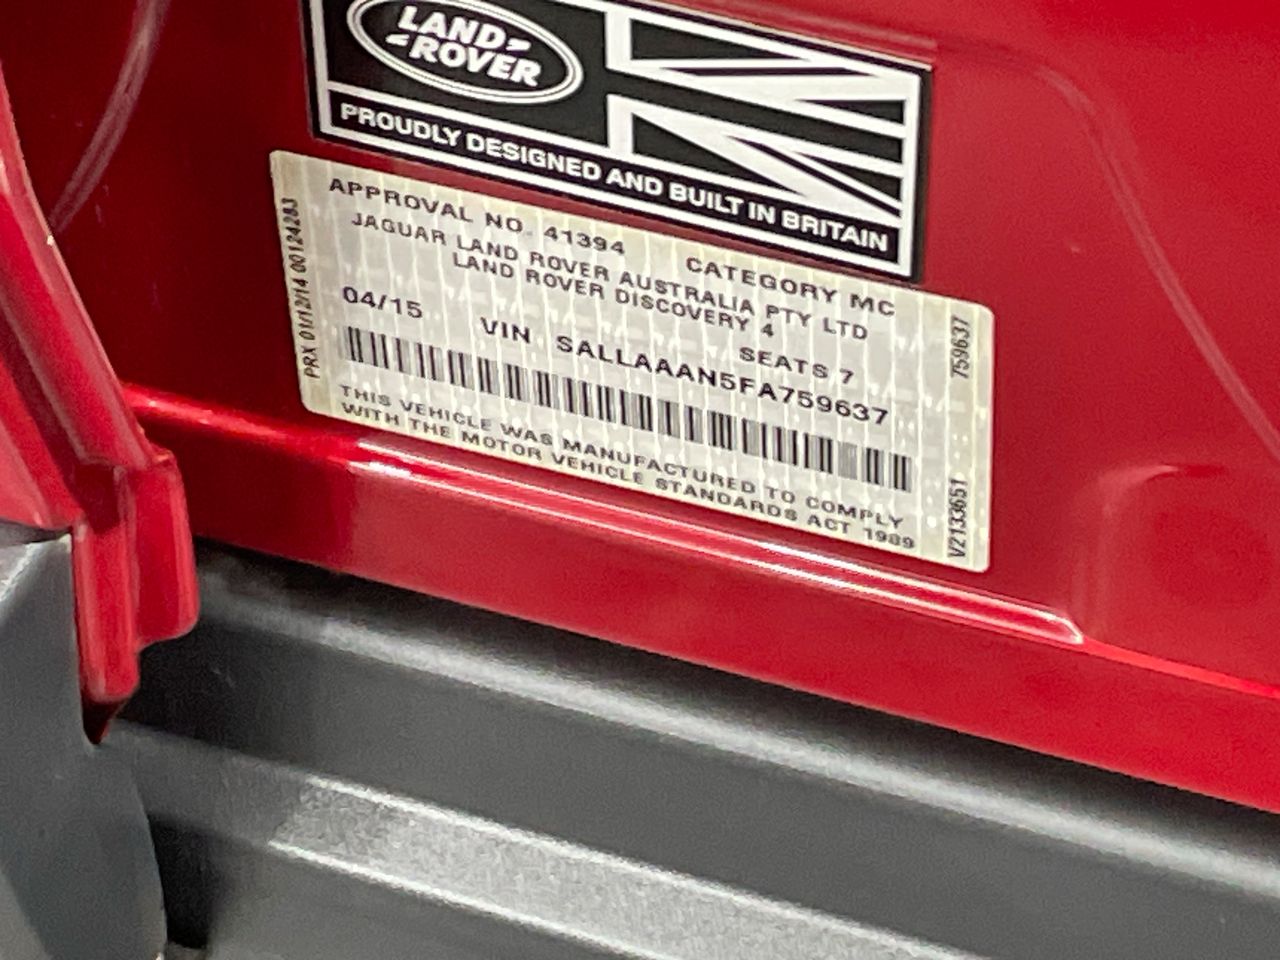 LAND
ROVER
PROUDLY DESIGNED AND BUILT IN BRITAIN
APPROVAL NO. 41394 CATEGORY MC
JAGUAR LAND ROVER AUSTRALIA PTY LTD
LAND ROVER DISCOVERY 4
04/15 SEATS 7
VIN SALLAAAN5FA759637
THIS VEHICLE WAS MANUFACTURED TO COMPLY
WITH THE MOTOR VEHICLE STANDARDS ACT 1989
PRX 01/12/14 00124283
759637
VZ133651